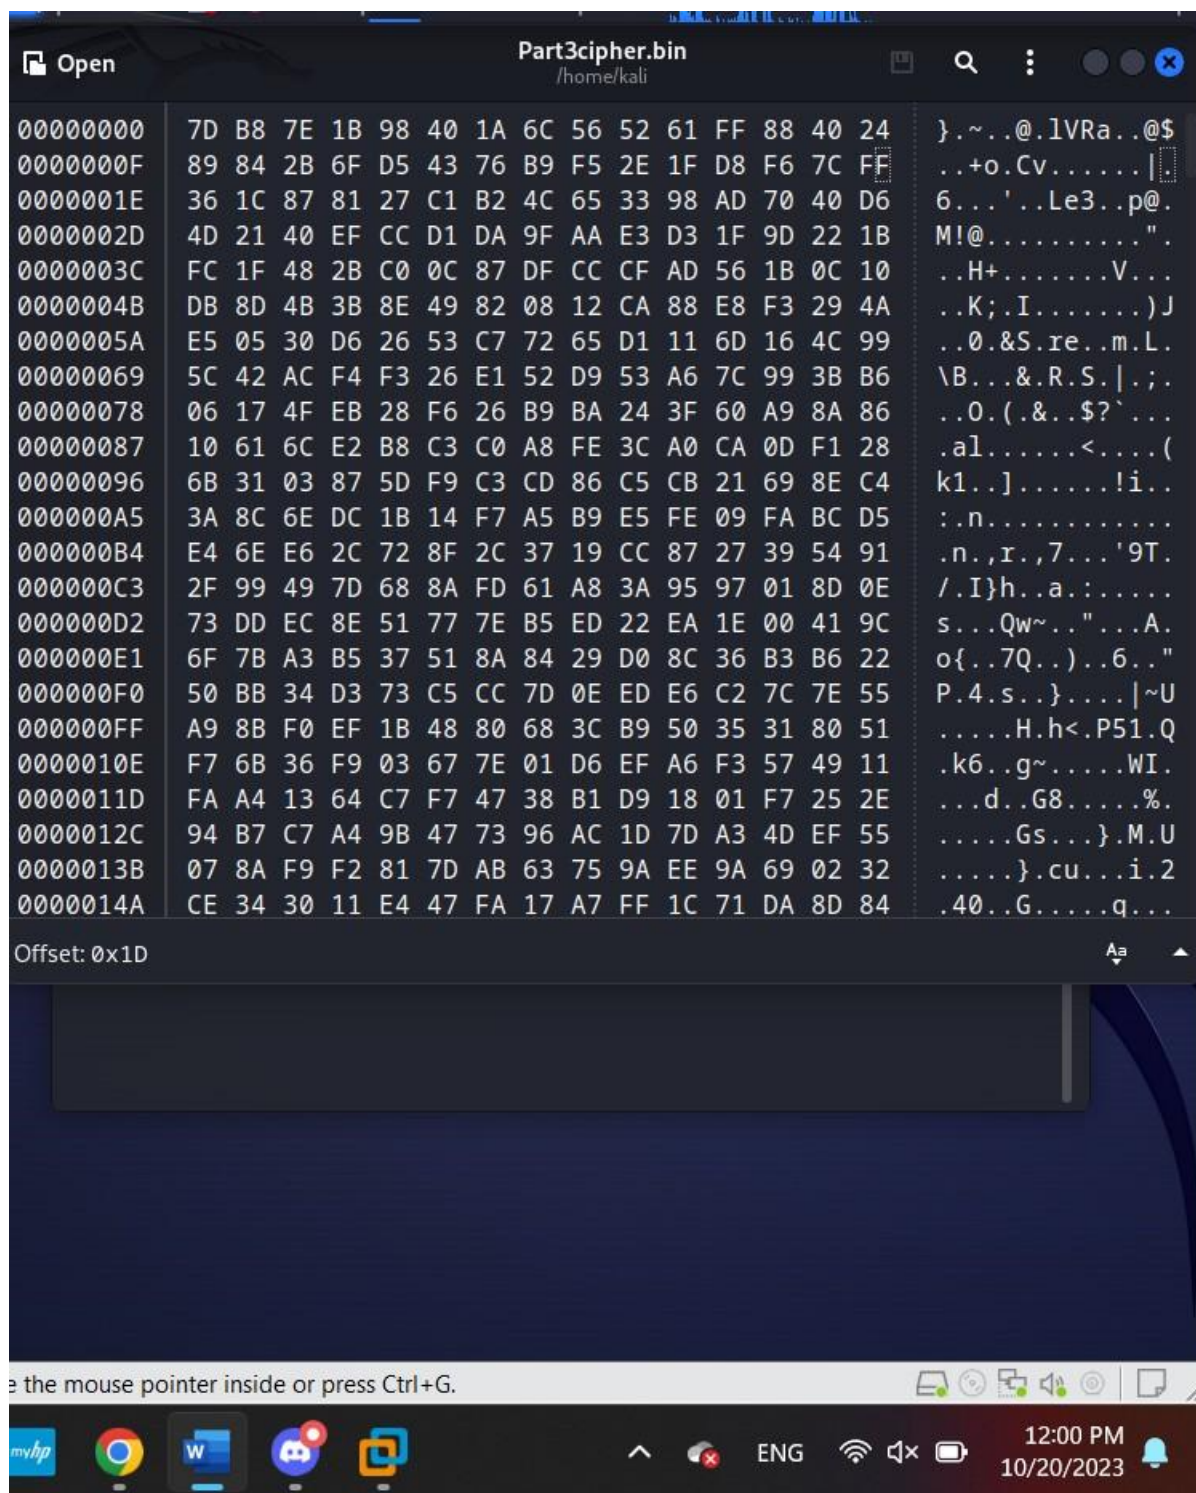 Open
Part3cipher.bin
/home/kali
00000000 7D B8 7E 1B 98 40 1A 6C 56 52 61 FF 88 40 24 }.~..@.lVRa..@$
0000000F 89 84 2B 6F D5 43 76 B9 F5 2E 1F D8 F6 7C FF ..+o.Cv......|.
0000001E 36 1C 87 81 27 C1 B2 4C 65 33 98 AD 70 40 D6 6...'..Le3..p@.
0000002D 4D 21 40 EF CC D1 DA 9F AA E3 D3 1F 9D 22 1B M!@..........".
0000003C FC 1F 48 2B C0 0C 87 DF CC CF AD 56 1B 0C 10 ..H+.......V...
0000004B DB 8D 4B 3B 8E 49 82 08 12 CA 88 E8 F3 29 4A ..K;.I.......)J
0000005A E5 05 30 D6 26 53 C7 72 65 D1 11 6D 16 4C 99 ..0.&S.re..m.L.
00000069 5C 42 AC F4 F3 26 E1 52 D9 53 A6 7C 99 3B B6 \B...&.R.S.|.;.
00000078 06 17 4F EB 28 F6 26 B9 BA 24 3F 60 A9 8A 86 ..O.(.&..$?`...
00000087 10 61 6C E2 B8 C3 C0 A8 FE 3C A0 CA 0D F1 28 .al......<....(
00000096 6B 31 03 87 5D F9 C3 CD 86 C5 CB 21 69 8E C4 k1..]......!i..
000000A5 3A 8C 6E DC 1B 14 F7 A5 B9 E5 FE 09 FA BC D5 :.n............
000000B4 E4 6E E6 2C 72 8F 2C 37 19 CC 87 27 39 54 91 .n.,r.,7...'9T.
000000C3 2F 99 49 7D 68 8A FD 61 A8 3A 95 97 01 8D 0E /.I}h..a.:.....
000000D2 73 DD EC 8E 51 77 7E B5 ED 22 EA 1E 00 41 9C s...Qw~.."...A.
000000E1 6F 7B A3 B5 37 51 8A 84 29 D0 8C 36 B3 B6 22 o{..7Q..)..6.."
000000F0 50 BB 34 D3 73 C5 CC 7D 0E ED E6 C2 7C 7E 55 P.4.s..}....|~U
000000FF A9 8B F0 EF 1B 48 80 68 3C B9 50 35 31 80 51 .....H.h<.P51.Q
0000010E F7 6B 36 F9 03 67 7E 01 D6 EF A6 F3 57 49 11 .k6..g~.....WI.
0000011D FA A4 13 64 C7 F7 47 38 B1 D9 18 01 F7 25 2E ...d..G8.....%.
0000012C 94 B7 C7 A4 9B 47 73 96 AC 1D 7D A3 4D EF 55 .....Gs...}.M.U
0000013B 07 8A F9 F2 81 7D AB 63 75 9A EE 9A 69 02 32 .....}.cu...i.2
0000014A CE 34 30 11 E4 47 FA 17 A7 FF 1C 71 DA 8D 84 .40..G.....q...
Offset: 0x1D
Aa
e the mouse pointer inside or press Ctrl+G.
myhp
W
ENG
12:00 PM
10/20/2023